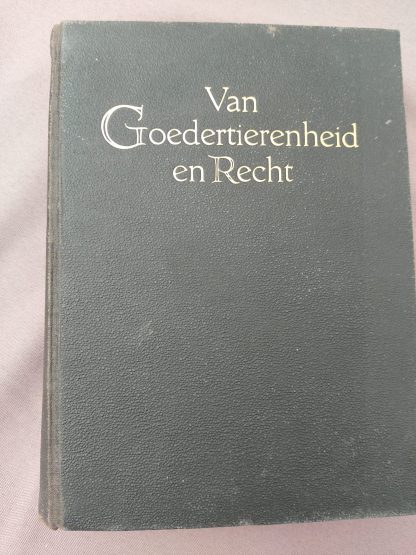 Van
Goedertierenheid
en Recht